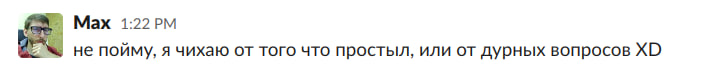 Max 1:22 PM
не пойму, я чихаю от того что простыл, или от дурных вопросов XD